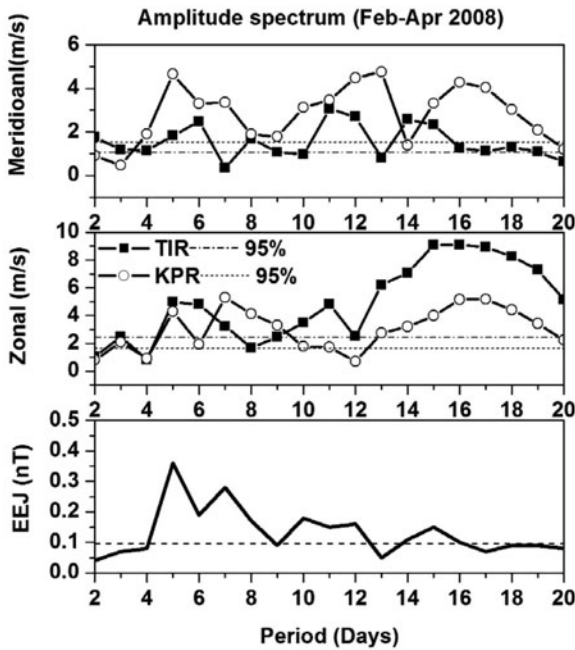 Amplitude spectrum (Feb-Apr 2008)
Meridioanl(m/s)
6
4
2
0
2 4 6 8 10 12 14 16 18 20
Zonal (m/s)
10
8
6
4
2
0
TIR 95%
KPR 95%
2 4 6 8 10 12 14 16 18 20
EEJ (nT)
0.5
0.4
0.3
0.2
0.1
0.0
2 4 6 8 10 12 14 16 18 20
Period (Days)